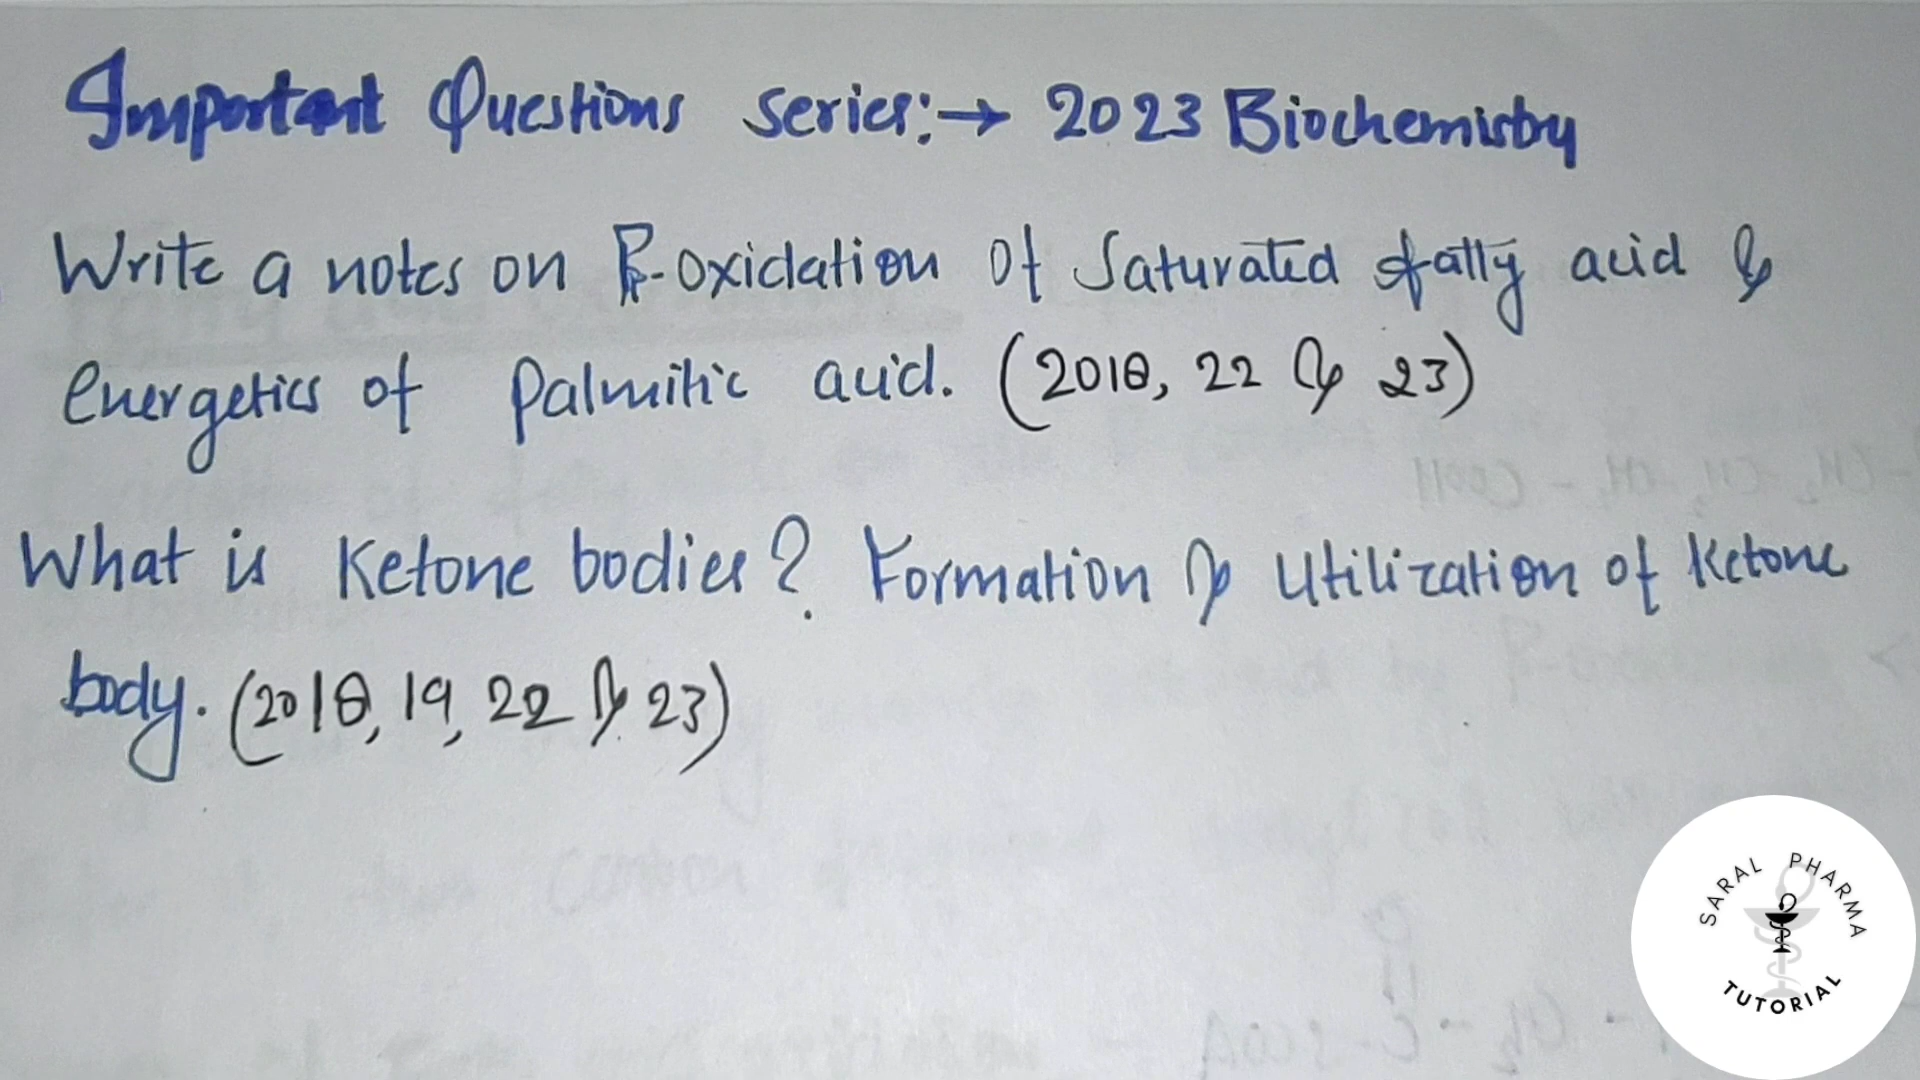 Important Questions series:→ 2023 Biochemistry
Write a notes on β-oxidation of Saturated fatty acid &
energetics of Palmitic acid. (2018, 22 & 23)
What is Ketone bodies? Formation & Utilization of Ketone
body. (2018, 19, 22 & 23)
SARAL PHARMA
TUTORIAL